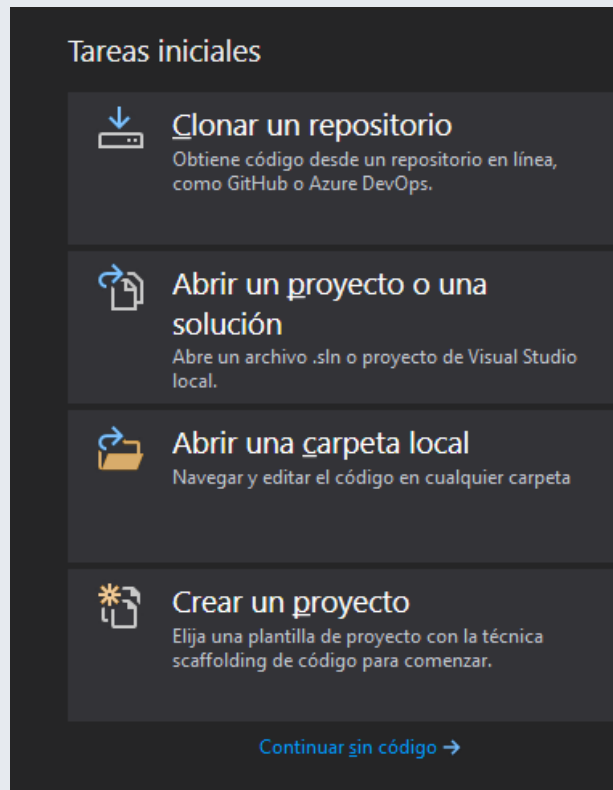 Tareas iniciales
Clonar un repositorio
Obtiene código desde un repositorio en línea,
como GitHub o Azure DevOps.
Abrir un proyecto o una
solución
Abre un archivo .sln o proyecto de Visual Studio
local.
Abrir una carpeta local
Navegar y editar el código en cualquier carpeta
Crear un proyecto
Elija una plantilla de proyecto con la técnica
scaffolding de código para comenzar.
Continuar sin código →